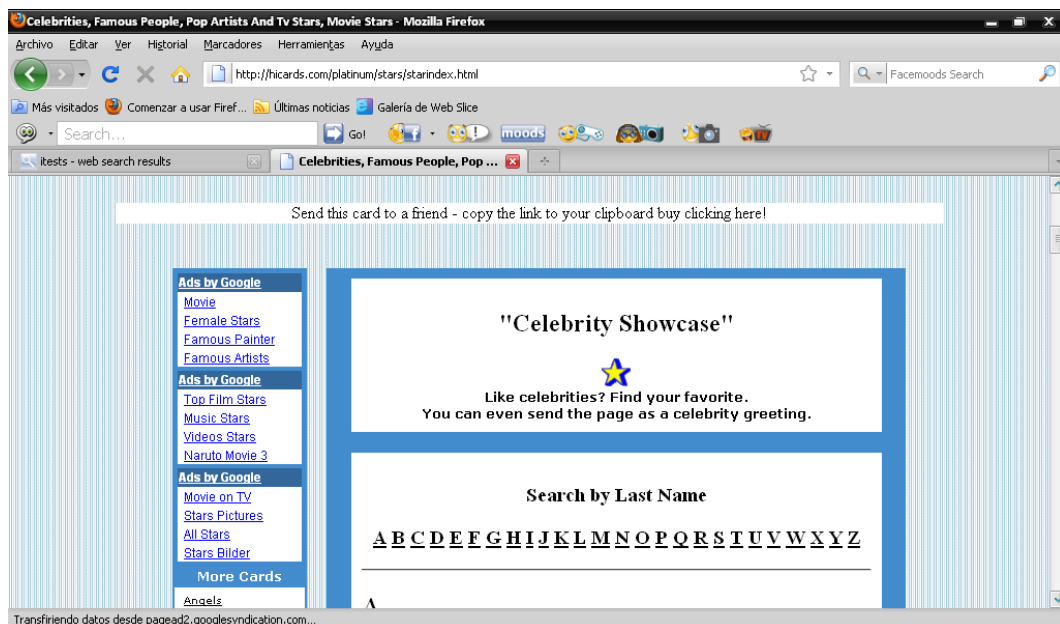 Celebrities, Famous People, Pop Artists And Tv Stars, Movie Stars - Mozilla Firefox
Archivo Editar Ver Historial Marcadores Herramientas Ayuda
http://hicards.com/platinum/stars/starindex.html
Facemoods Search
Más visitados Comenzar a usar Firef... Últimas noticias Galería de Web Slice
Search... Go! moods
itests - web search results
Celebrities, Famous People, Pop ...
Send this card to a friend - copy the link to your clipboard buy clicking here!
Ads by Google
Movie
Female Stars
Famous Painter
Famous Artists
Ads by Google
Top Film Stars
Music Stars
Videos Stars
Naruto Movie 3
Ads by Google
Movie on TV
Stars Pictures
All Stars
Stars Bilder
More Cards
Angels
"Celebrity Showcase"
Like celebrities? Find your favorite.
You can even send the page as a celebrity greeting.
Search by Last Name
A B C D E F G H I J K L M N O P Q R S T U V W X Y Z
A
Transfiriendo datos desde pagead2.googlesyndication.com...